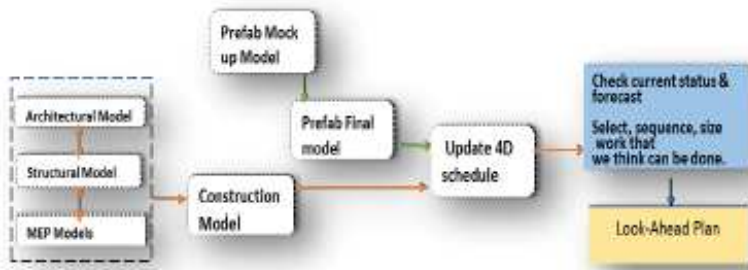 Prefab Mock
up Model
Architectural Model
Structural Model
MEP Models
Prefab Final
model
Construction
Model
Update 4D
schedule
Check current status &
forecast
Select, sequence, size
work that
we think can be done.
Look-Ahead Plan